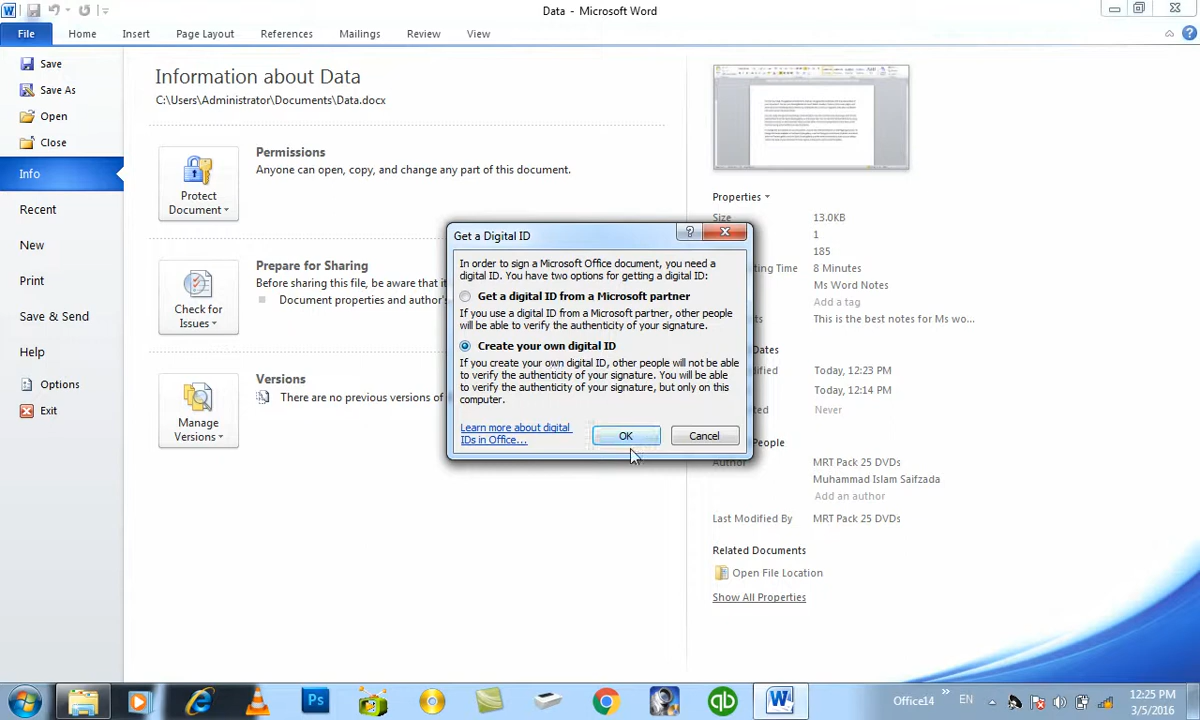 Data - Microsoft Word
File Home Insert Page Layout References Mailings Review View
Save
Save As
Open
Close
Info
Recent
New
Print
Save & Send
Help
Options
Exit
Information about Data
C:\Users\Administrator\Documents\Data.docx
Protect
Document
Permissions
Anyone can open, copy, and change any part of this document.
Check for
Issues
Prepare for Sharing
Before sharing this file, be aware that it
Document properties and author's
Manage
Versions
Versions
There are no previous versions of
Get a Digital ID
In order to sign a Microsoft Office document, you need a
digital ID. You have two options for getting a digital ID:
Get a digital ID from a Microsoft partner
If you use a digital ID from a Microsoft partner, other people
will be able to verify the authenticity of your signature.
Create your own digital ID
If you create your own digital ID, other people will not be able
to verify the authenticity of your signature. You will be able
to verify the authenticity of your signature, but only on this
computer.
Learn more about digital
IDs in Office...
OK
Cancel
Properties
Size 13.0KB
1
185
ting Time 8 Minutes
Ms Word Notes
Add a tag
ts This is the best notes for Ms wo...
Dates
ified Today, 12:23 PM
Today, 12:14 PM
ted Never
People
Author MRT Pack 25 DVDs
Muhammad Islam Saifzada
Add an author
Last Modified By MRT Pack 25 DVDs
Related Documents
Open File Location
Show All Properties
Ps
Office14
EN
12:25 PM
3/5/2016